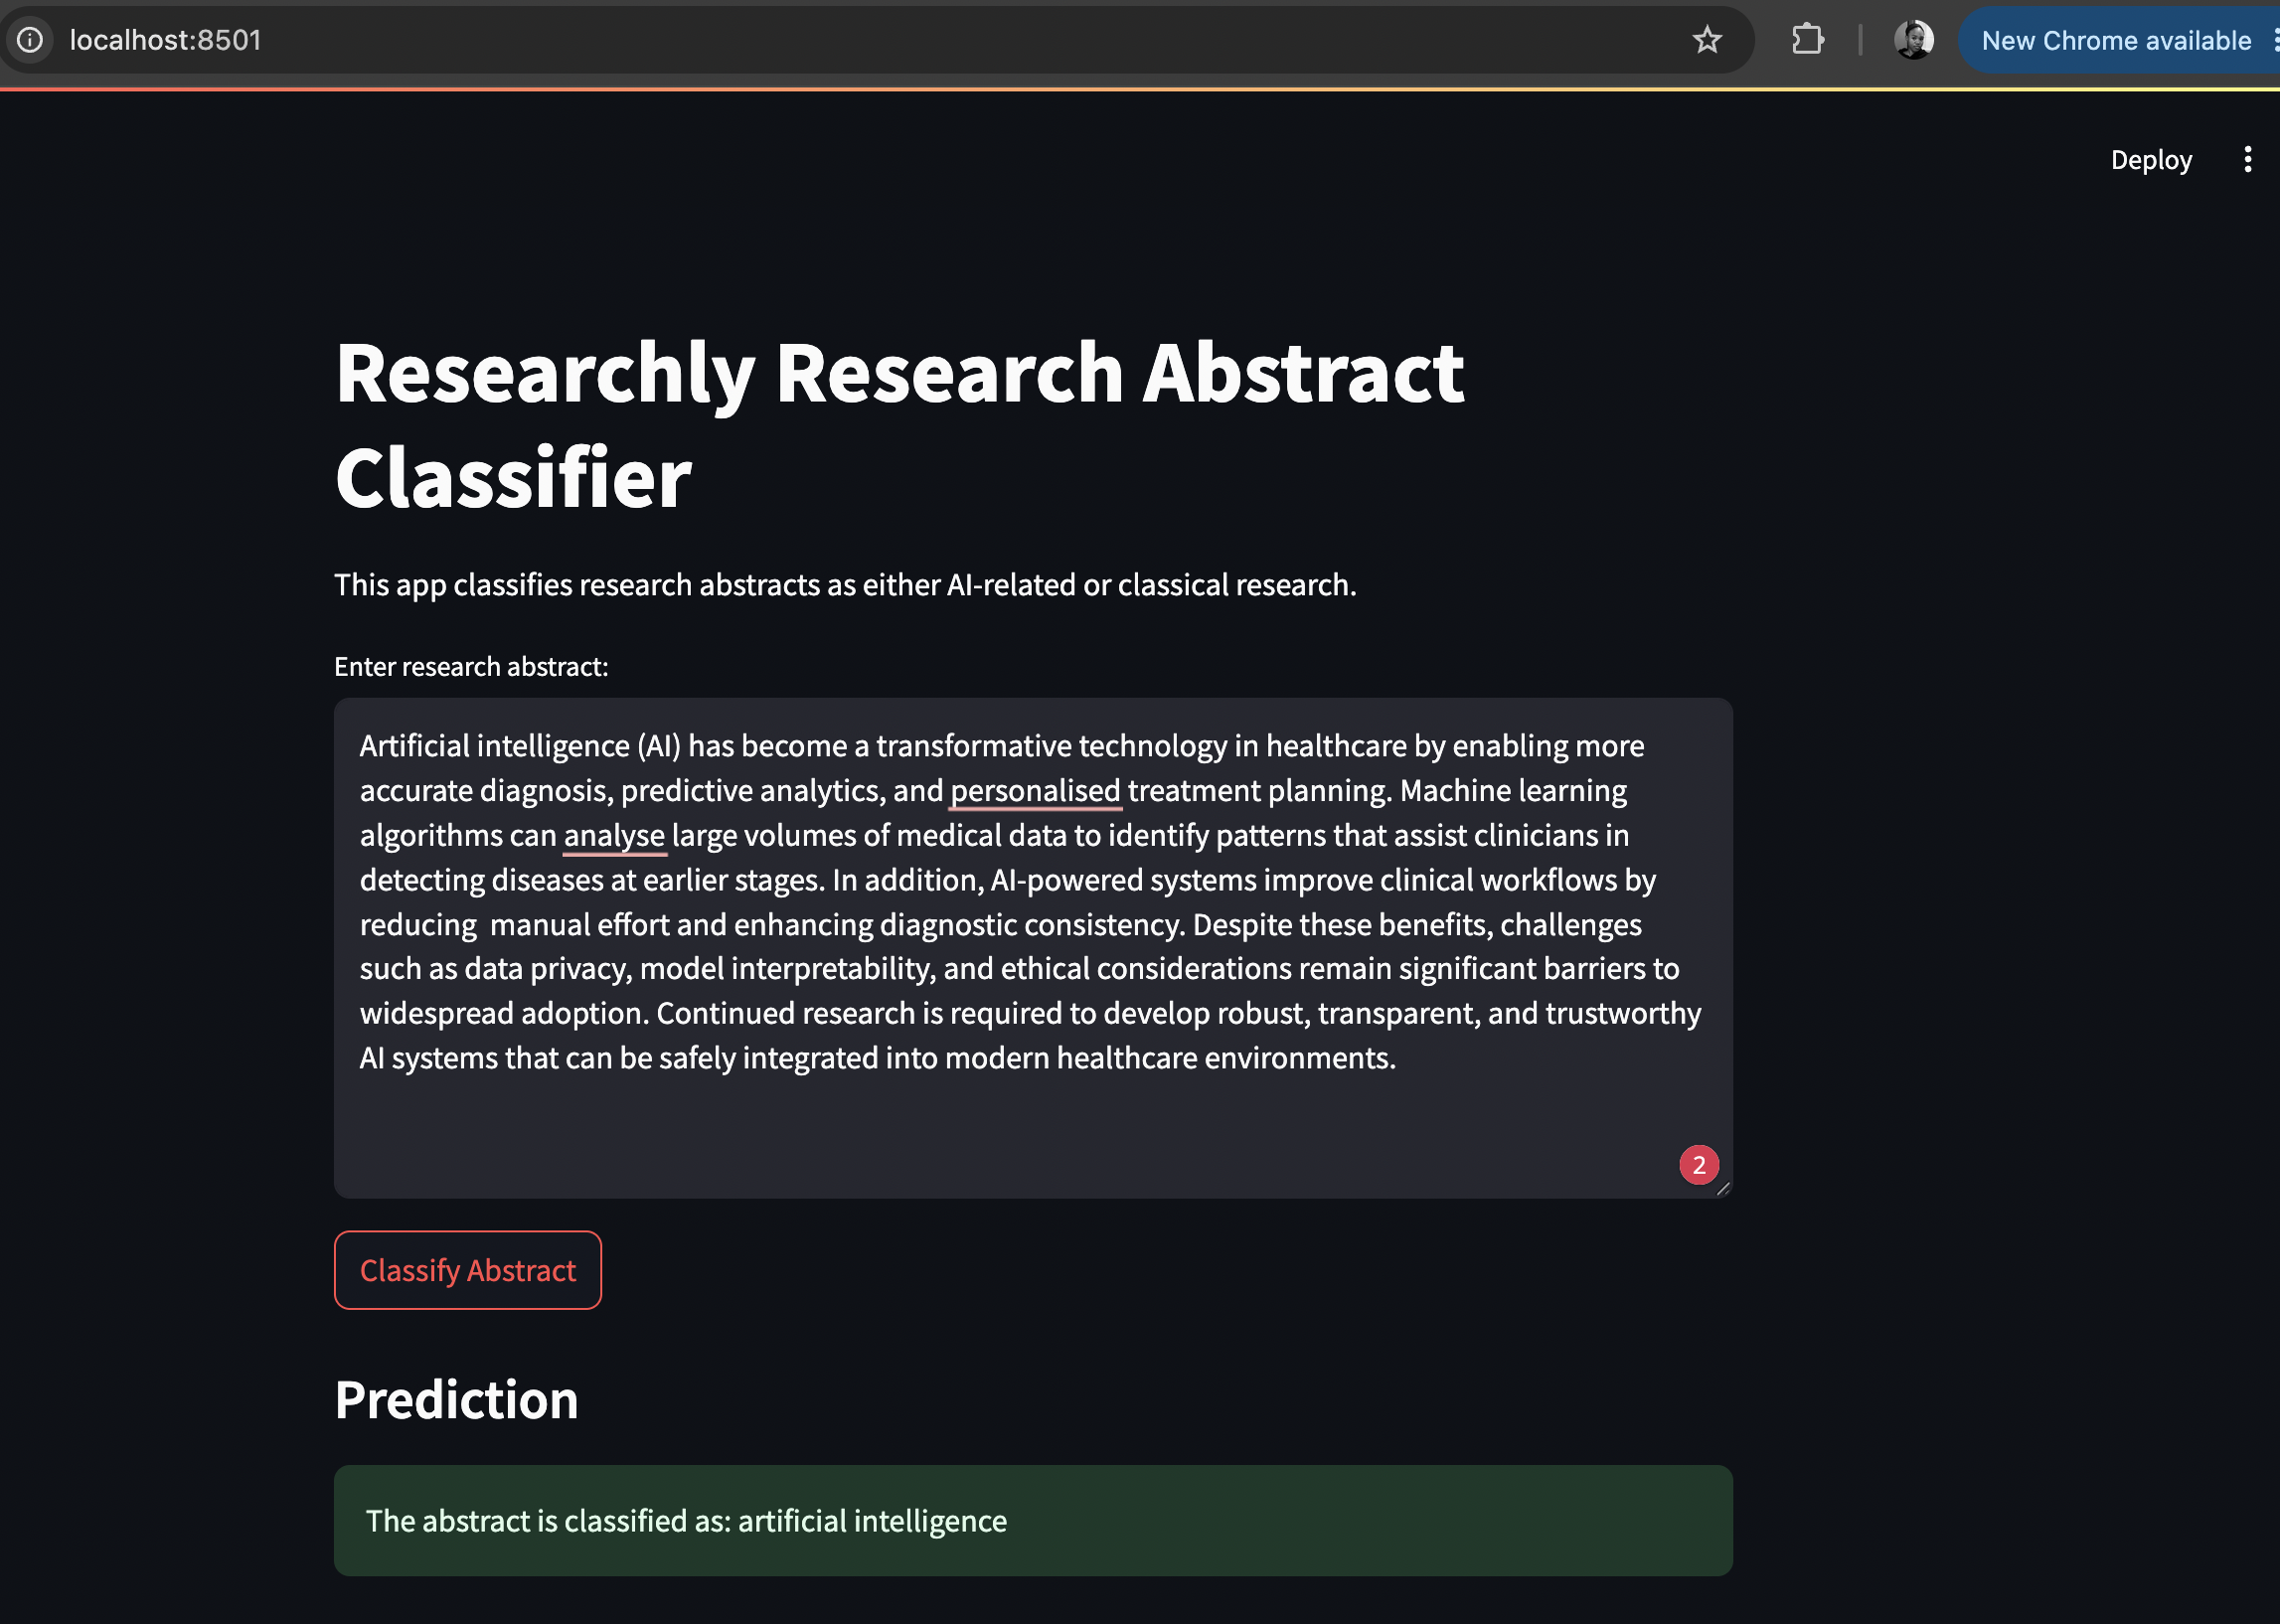 localhost:8501
New Chrome available
Deploy
Researchly Research Abstract
Classifier
This app classifies research abstracts as either AI-related or classical research.
Enter research abstract:
Artificial intelligence (AI) has become a transformative technology in healthcare by enabling more
accurate diagnosis, predictive analytics, and personalised treatment planning. Machine learning
algorithms can analyse large volumes of medical data to identify patterns that assist clinicians in
detecting diseases at earlier stages. In addition, AI-powered systems improve clinical workflows by
reducing  manual effort and enhancing diagnostic consistency. Despite these benefits, challenges
such as data privacy, model interpretability, and ethical considerations remain significant barriers to
widespread adoption. Continued research is required to develop robust, transparent, and trustworthy
AI systems that can be safely integrated into modern healthcare environments.
2
Classify Abstract
Prediction
The abstract is classified as: artificial intelligence